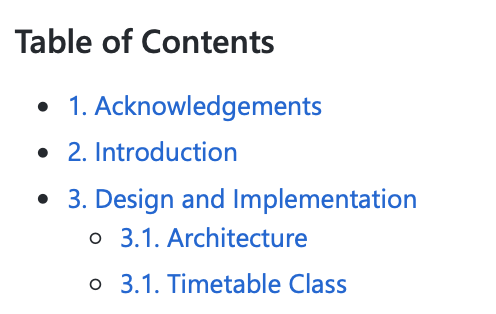 Table of Contents
1. Acknowledgements
2. Introduction
3. Design and Implementation
3.1. Architecture
3.1. Timetable Class